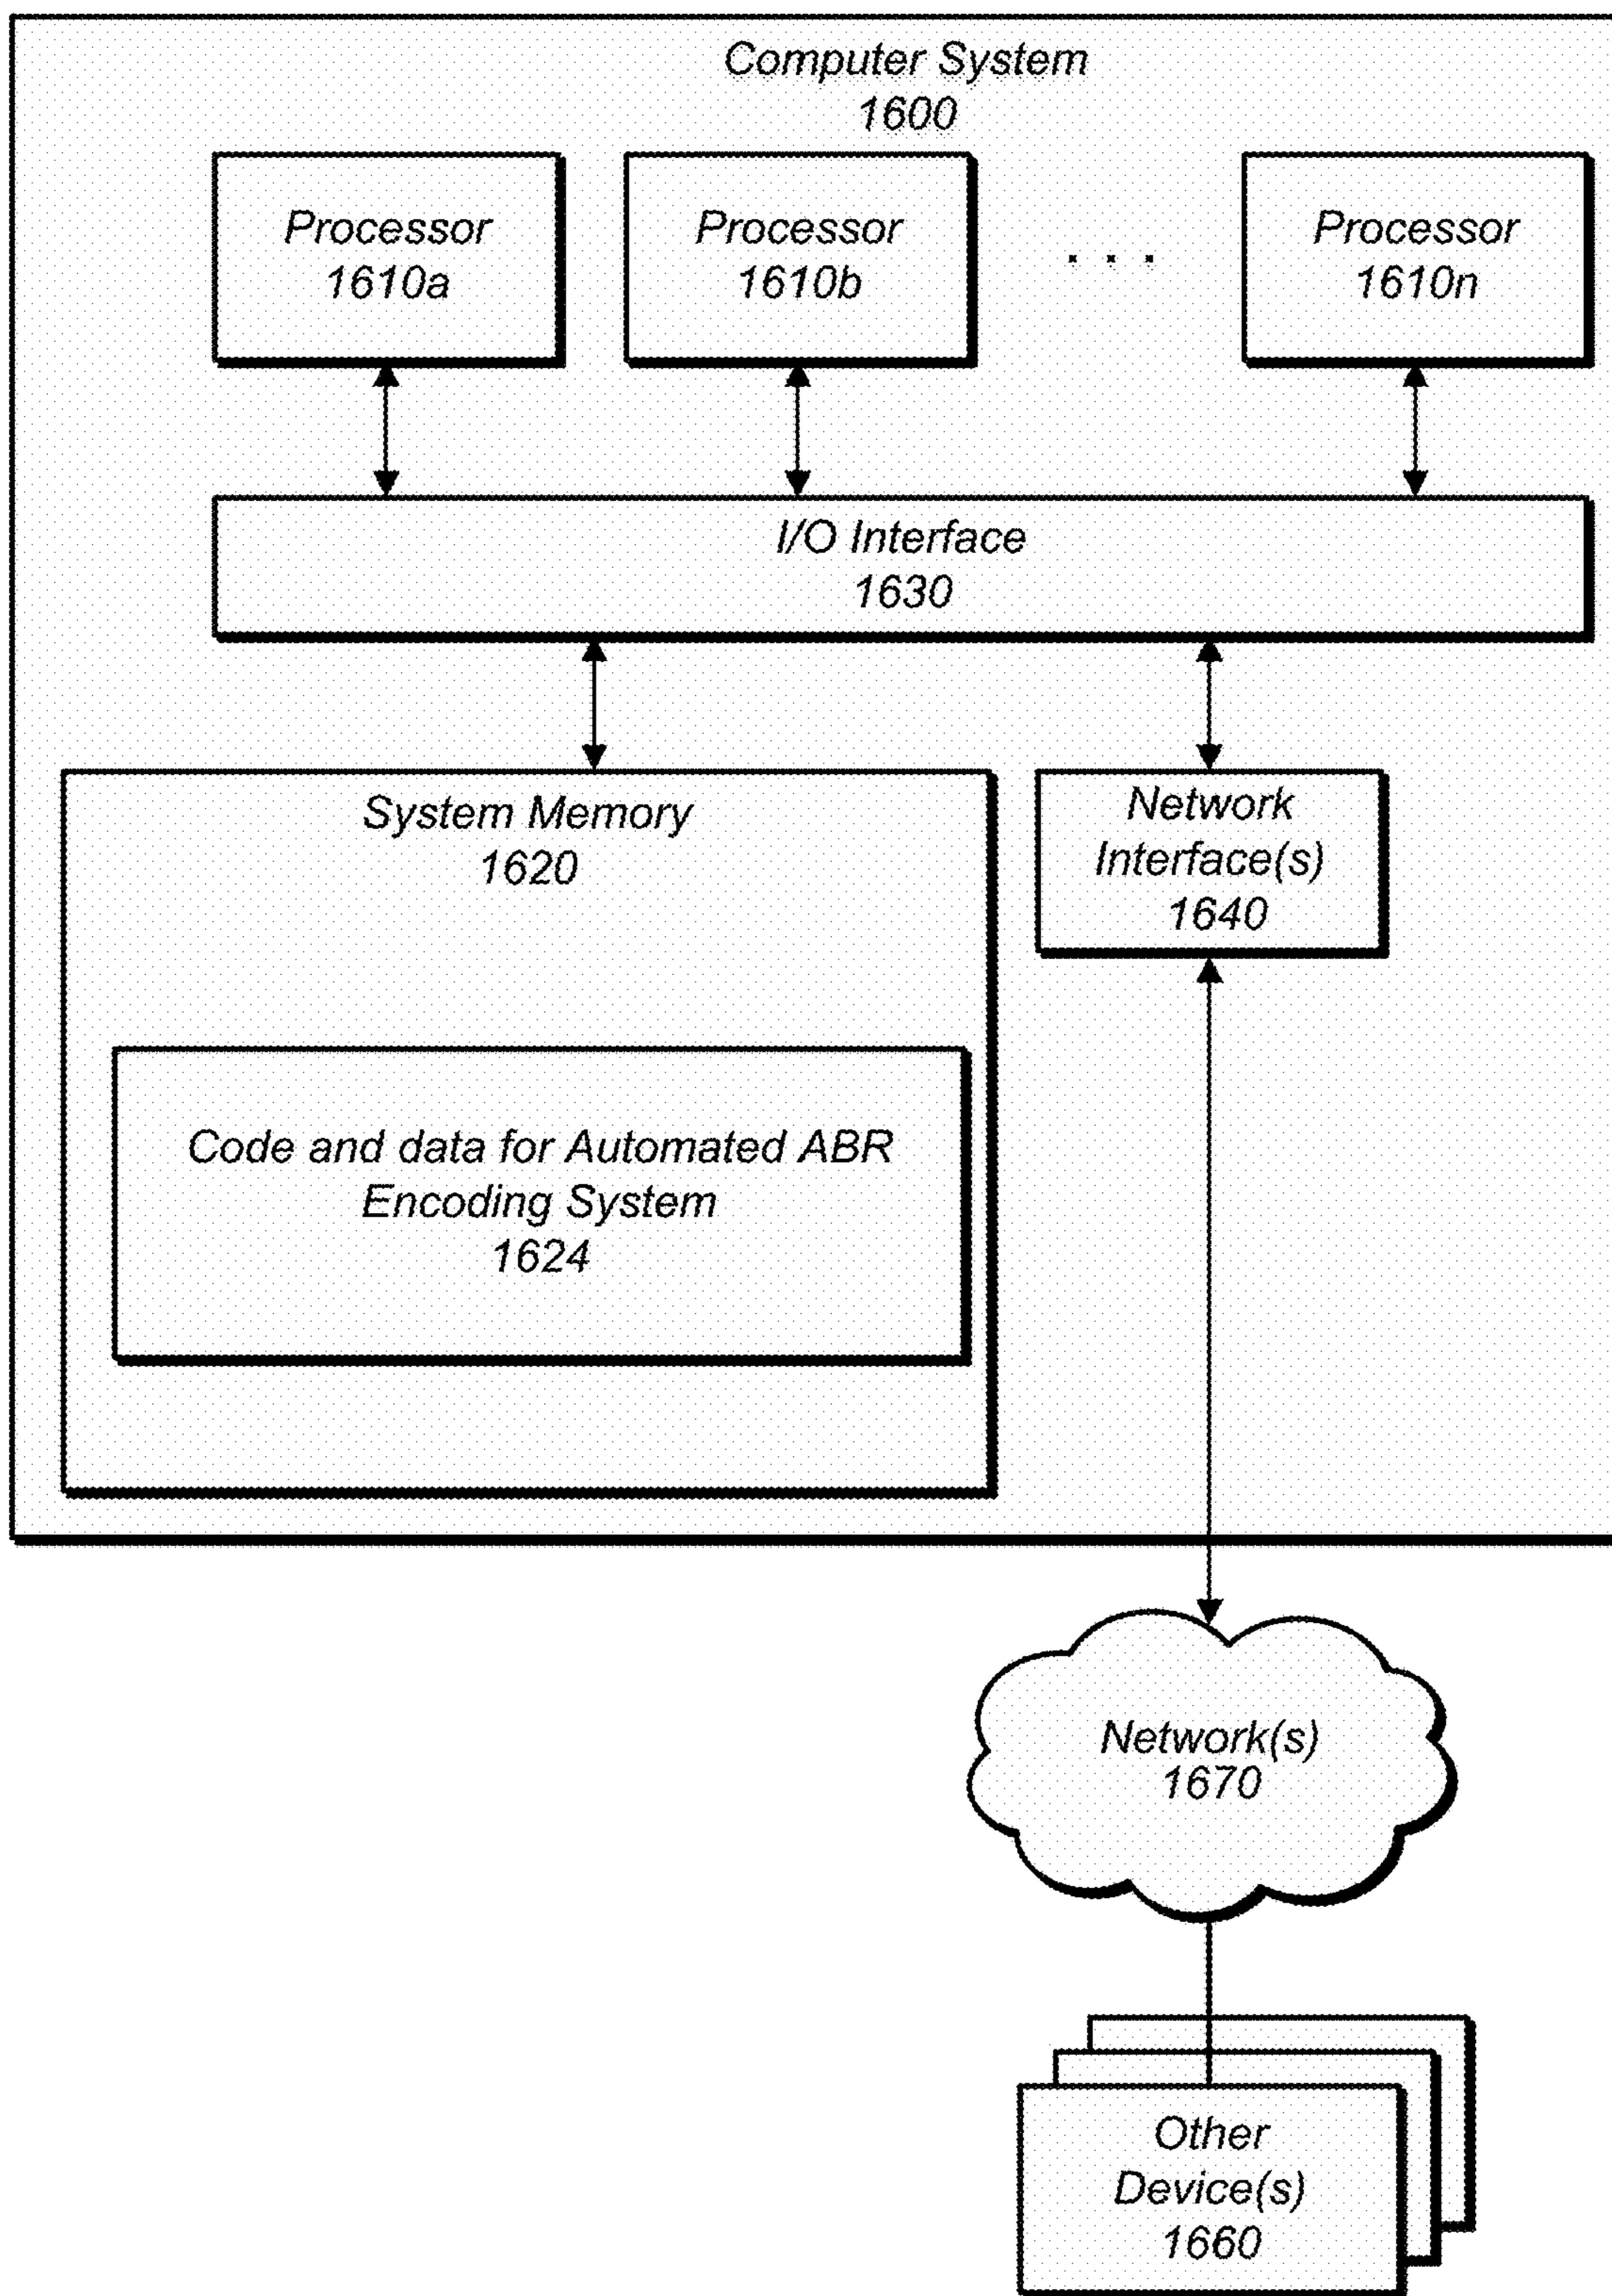 Computer System
1600
Processor
1610a
Processor
1610b
. . .
Processor
1610n
I/O Interface
1630
System Memory
1620
Network
Interface(s)
1640
Code and data for Automated ABR
Encoding System
1624
Network(s)
1670
Other
Device(s)
1660